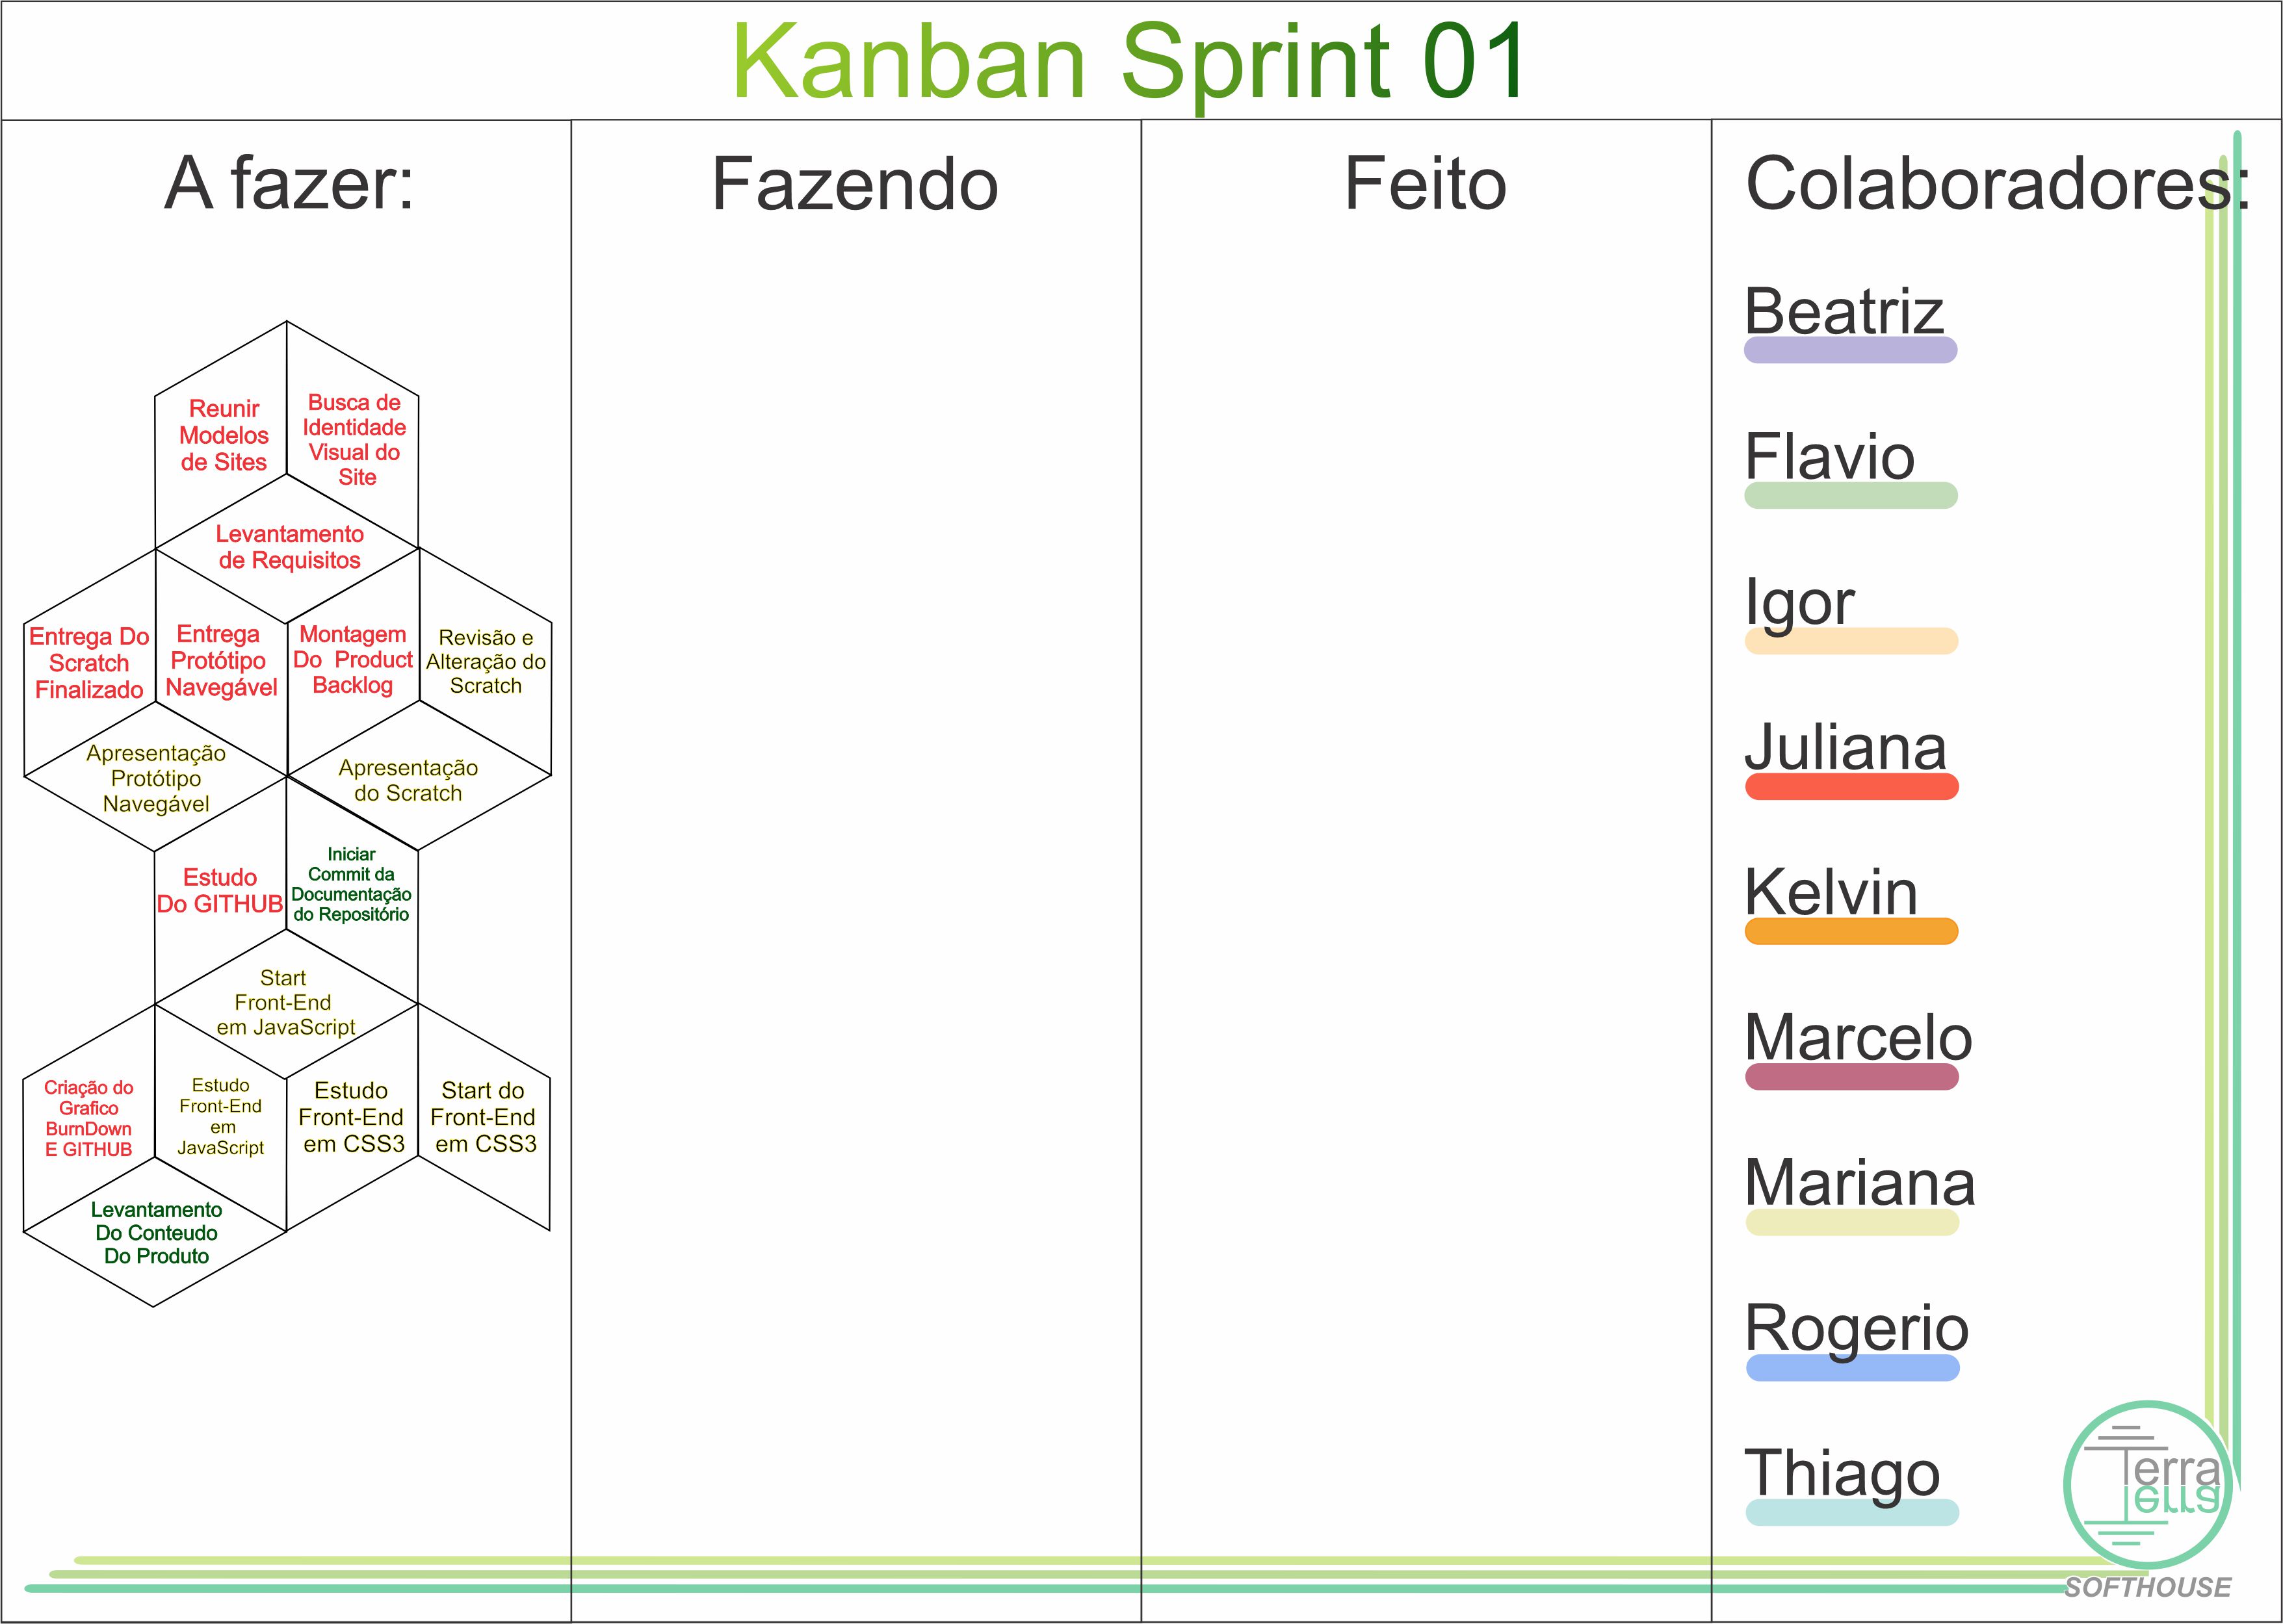 Kanban Sprint 01
A fazer:
Fazendo
Feito
Colaboradores:
Reunir
Modelos
de Sites
Busca de
Identidade
Visual do
Site
Levantamento
de Requisitos
Entrega Do
Scratch
Finalizado
Entrega
Protótipo
Navegável
Montagem
Do Product
Backlog
Revisão e
Alteração do
Scratch
Apresentação
Protótipo
Navegável
Apresentação
do Scratch
Estudo
Do GITHUB
Iniciar
Commit da
Documentação
do Repositório
Start
Front-End
em JavaScript
Criação do
Grafico
BurnDown
E GITHUB
Estudo
Front-End
em
JavaScript
Estudo
Front-End
em CSS3
Start do
Front-End
em CSS3
Levantamento
Do Conteudo
Do Produto
Beatriz
Flavio
Igor
Juliana
Kelvin
Marcelo
Mariana
Rogerio
Thiago
Terra
Terra
SOFTHOUSE